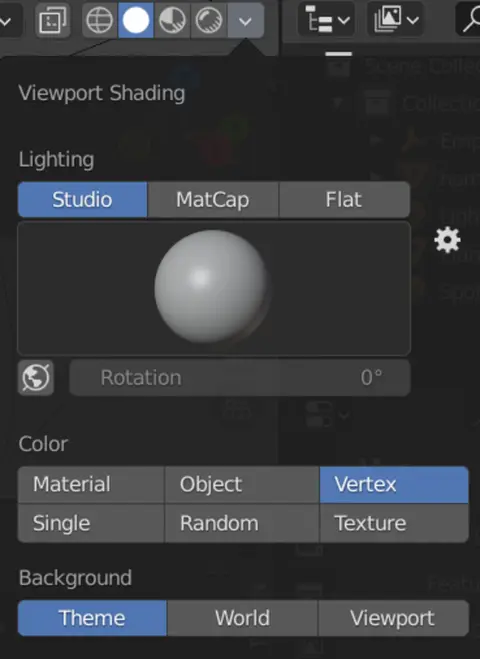 Viewport Shading
Lighting
Studio MatCap Flat
Rotation 0°
Color
Material Object Vertex
Single Random Texture
Background
Theme World Viewport